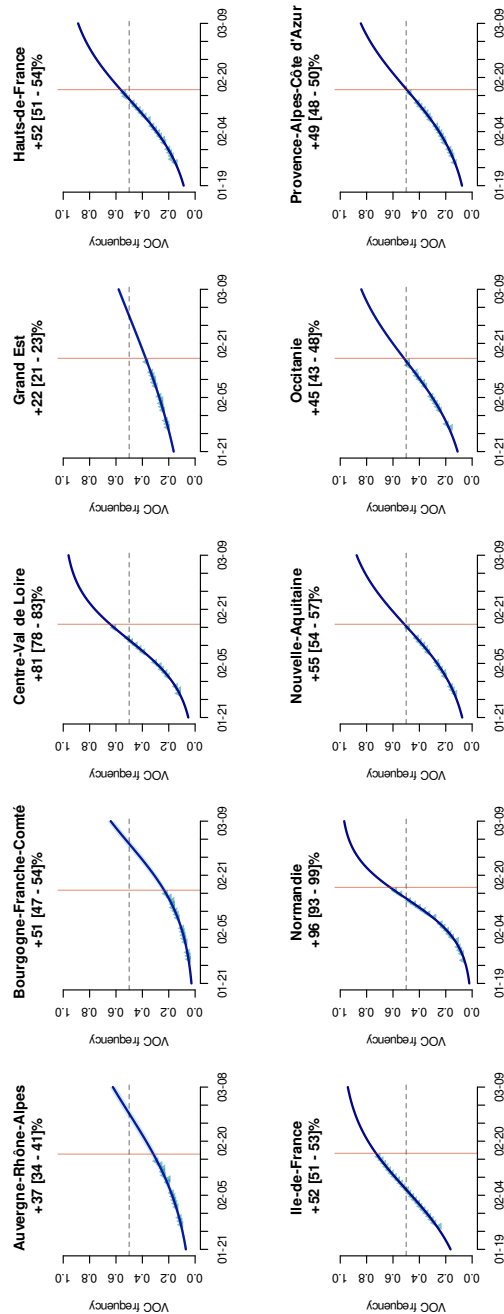 Auvergne-Rhône-Alpes
+37 [34 - 41]%
VOC frequency
0.0 0.2 0.4 0.6 0.8 1.0
01-21 02-04 02-20 03-08
Bourgogne-Franche-Comté
+51 [47 - 54]%
VOC frequency
0.0 0.2 0.4 0.6 0.8 1.0
01-21 02-05 02-21 03-09
Centre-Val de Loire
+81 [78 - 83]%
VOC frequency
0.0 0.2 0.4 0.6 0.8 1.0
01-21 02-05 02-21 03-09
Grand Est
+22 [21 - 23]%
VOC frequency
0.0 0.2 0.4 0.6 0.8 1.0
01-21 02-05 02-21 03-09
Hauts-de-France
+52 [51 - 54]%
VOC frequency
0.0 0.2 0.4 0.6 0.8 1.0
01-19 02-04 02-20 03-09
Ile-de-France
+52 [51 - 53]%
VOC frequency
0.0 0.2 0.4 0.6 0.8 1.0
01-19 02-04 02-20 03-09
Normandie
+96 [93 - 99]%
VOC frequency
0.0 0.2 0.4 0.6 0.8 1.0
01-19 02-04 02-20 03-09
Nouvelle-Aquitaine
+55 [54 - 57]%
VOC frequency
0.0 0.2 0.4 0.6 0.8 1.0
01-21 02-05 02-21 03-09
Occitanie
+45 [43 - 48]%
VOC frequency
0.0 0.2 0.4 0.6 0.8 1.0
01-21 02-05 02-21 03-09
Provence-Alpes-Côte d'Azur
+49 [48 - 50]%
VOC frequency
0.0 0.2 0.4 0.6 0.8 1.0
01-19 02-04 02-20 03-09